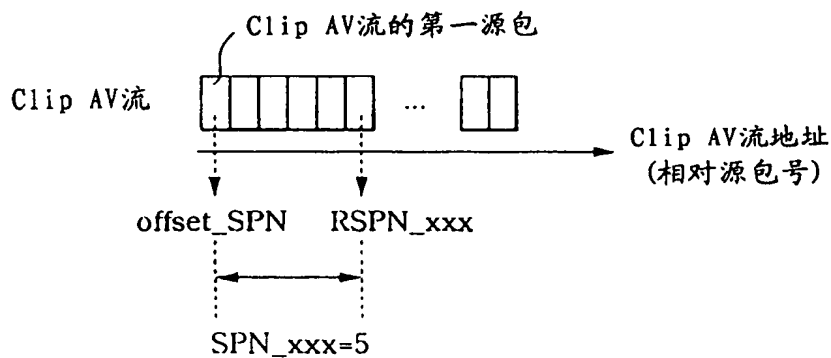 Clip AV流的第一源包
Clip AV流
...
Clip AV流地址
(相对源包号)
offset_SPN RSPN_xxx
SPN_xxx=5